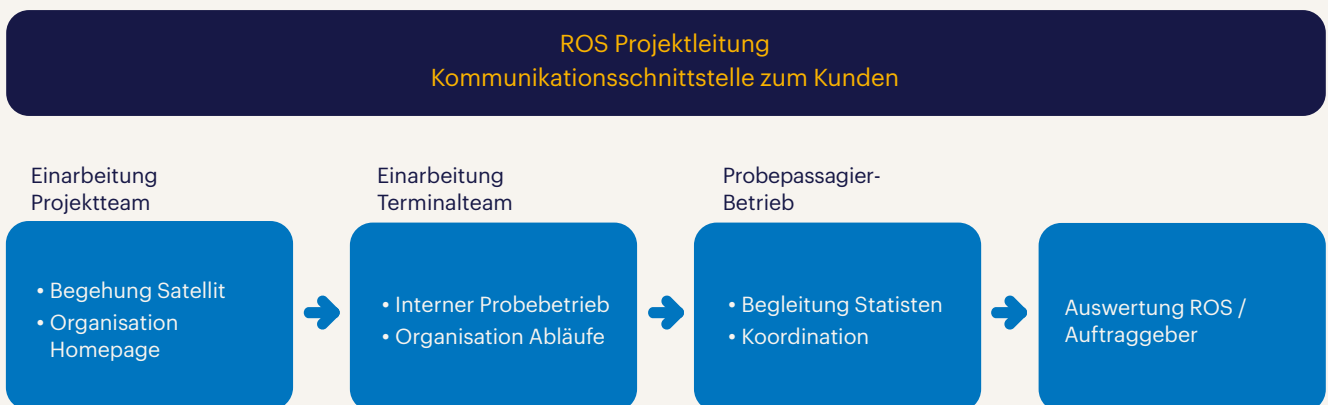 ROS Projektleitung
Kommunikationsschnittstelle zum Kunden
Einarbeitung
Projektteam
• Begehung Satellit
• Organisation
Homepage
Einarbeitung
Terminalteam
• Interner Probebetrieb
• Organisation Abläufe
Probepassagier-
Betrieb
• Begleitung Statisten
• Koordination
Auswertung ROS /
Auftraggeber